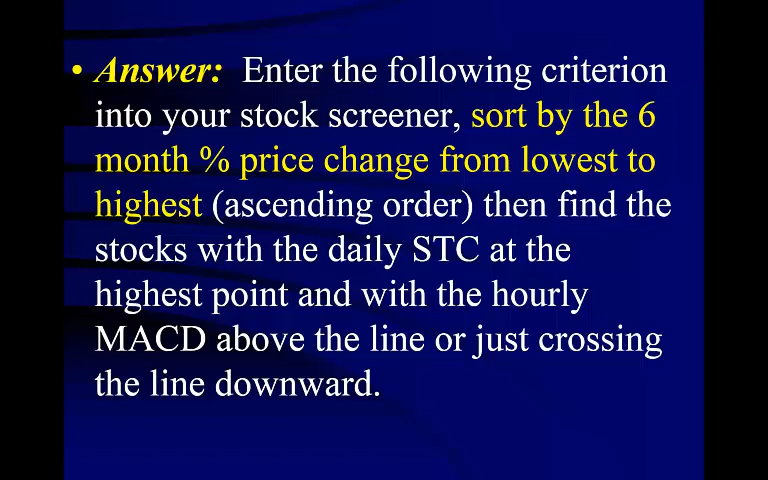 • Answer: Enter the following criterion
into your stock screener, sort by the 6
month % price change from lowest to
highest (ascending order) then find the
stocks with the daily STC at the
highest point and with the hourly
MACD above the line or just crossing
the line downward.